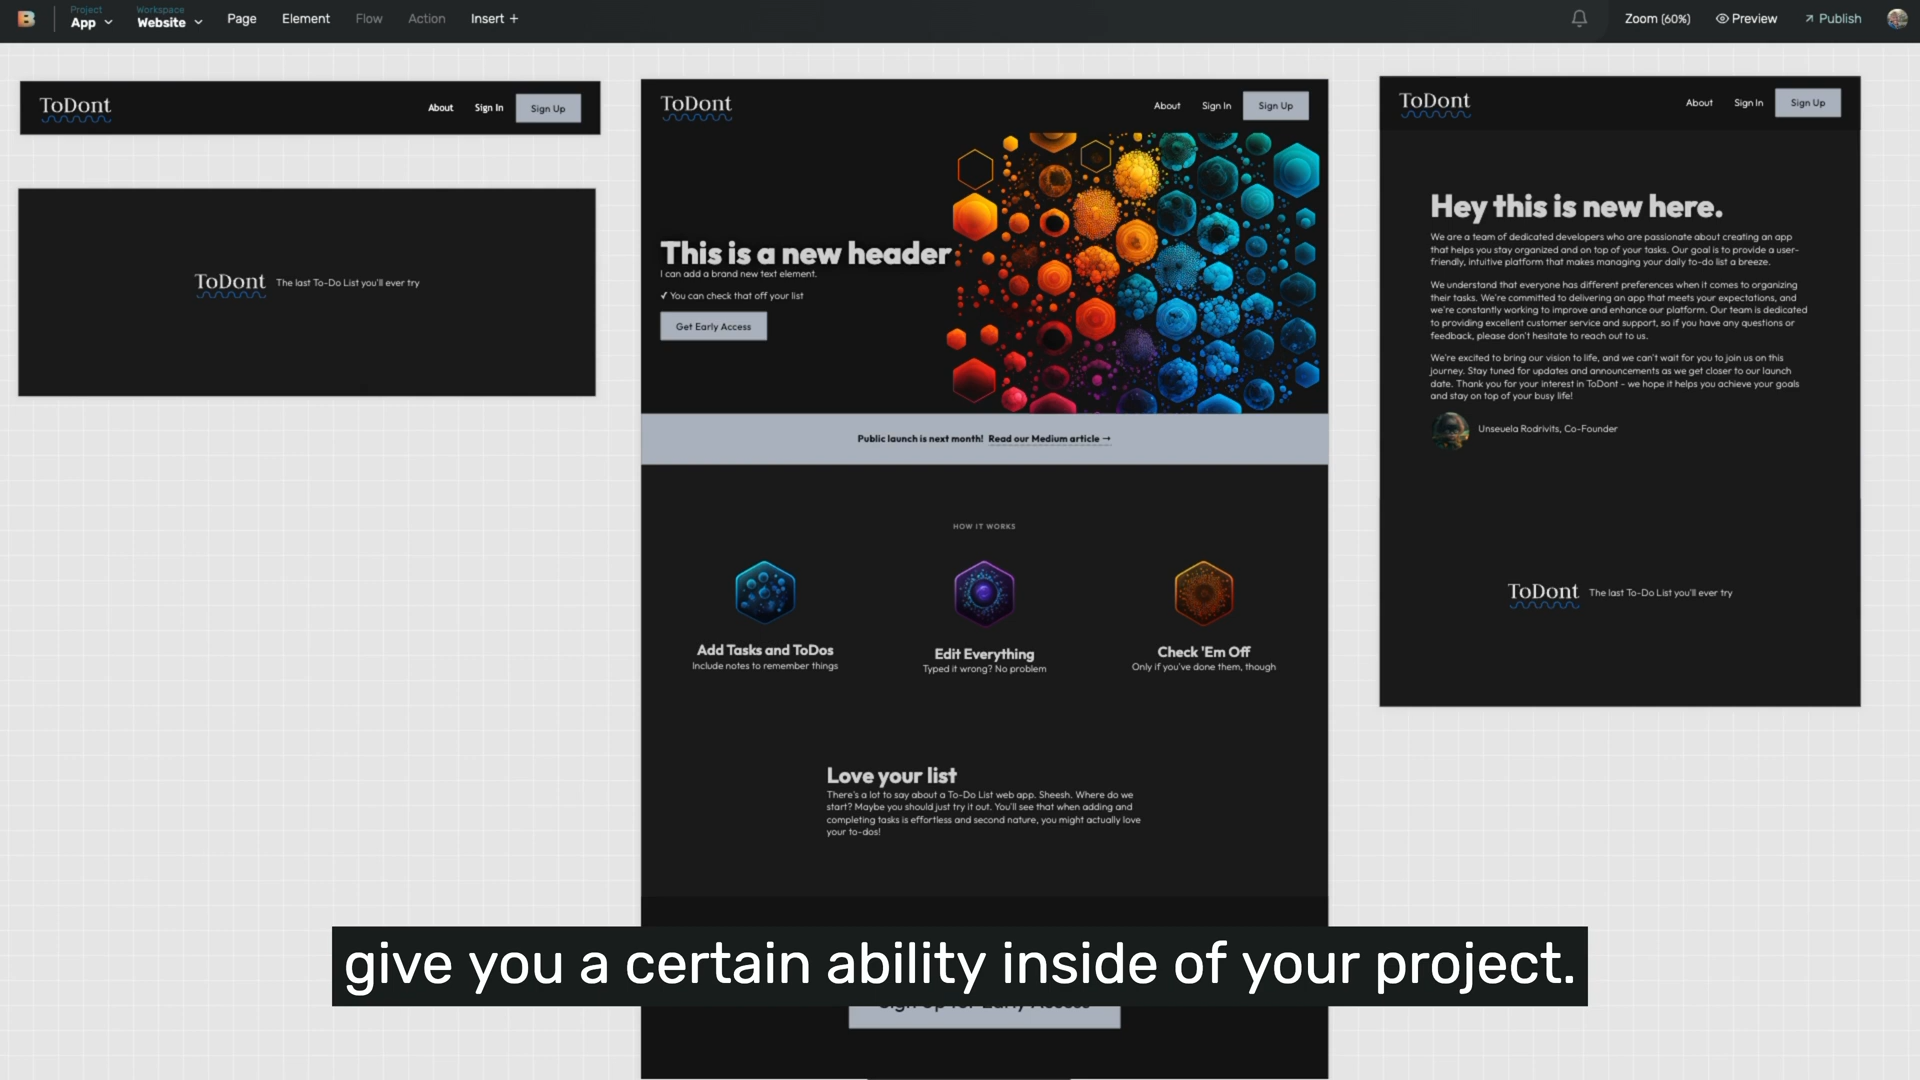 Project
App
Workspace
Website
Page
Element
Flow
Action
Insert +
Zoom (60%)
Preview
Publish
ToDont
About
Sign In
Sign Up
ToDont
The last To-Do List you'll ever try
ToDont
About
Sign In
Sign Up
This is a new header
I can add a brand new text element.
✓ You can check that off your list
Get Early Access
Public launch is next month! Read our Medium article →
HOW IT WORKS
Add Tasks and ToDos
Include notes to remember things
Edit Everything
Typed it wrong? No problem
Check 'Em Off
Only if you've done them, though
Love your list
There's a lot to say about a To-Do List web app. Sheesh. Where do we
start? Maybe you should just try it out. You'll see that when adding and
completing tasks is effortless and second nature, you might actually love
your to-dos!
Sign Up for Early Access
ToDont
About
Sign In
Sign Up
Hey this is new here.
We are a team of dedicated developers who are passionate about creating an app
that helps you stay organized and on top of your tasks. Our goal is to provide a user-
friendly, intuitive platform that makes managing your daily to-do list a breeze.
We understand that everyone has different preferences when it comes to organizing
their tasks. We're committed to delivering an app that meets your expectations, and
we're constantly working to improve and enhance our platform. Our team is dedicated
to providing excellent customer service and support, so if you have any questions or
feedback, please don't hesitate to reach out to us.
We're excited to bring our vision to life, and we can't wait for you to join us on this
journey. Stay tuned for updates and announcements as we get closer to our launch
date. Thank you for your interest in ToDont - we hope it helps you achieve your goals
and stay on top of your busy life!
Unseuela Rodrivits, Co-Founder
ToDont
The last To-Do List you'll ever try
give you a certain ability inside of your project.